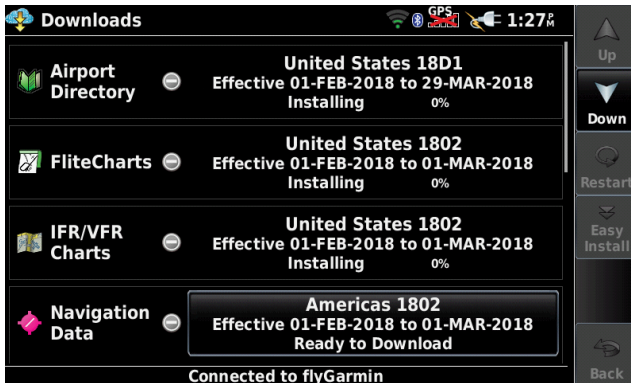 Downloads
GPS
1:27PM
Airport
Directory
United States 18D1
Effective 01-FEB-2018 to 29-MAR-2018
Installing 0%
FliteCharts
United States 1802
Effective 01-FEB-2018 to 01-MAR-2018
Installing 0%
IFR/VFR
Charts
United States 1802
Effective 01-FEB-2018 to 01-MAR-2018
Installing 0%
Navigation
Data
Americas 1802
Effective 01-FEB-2018 to 01-MAR-2018
Ready to Download
Connected to flyGarmin
Up
Down
Restart
Easy
Install
Back